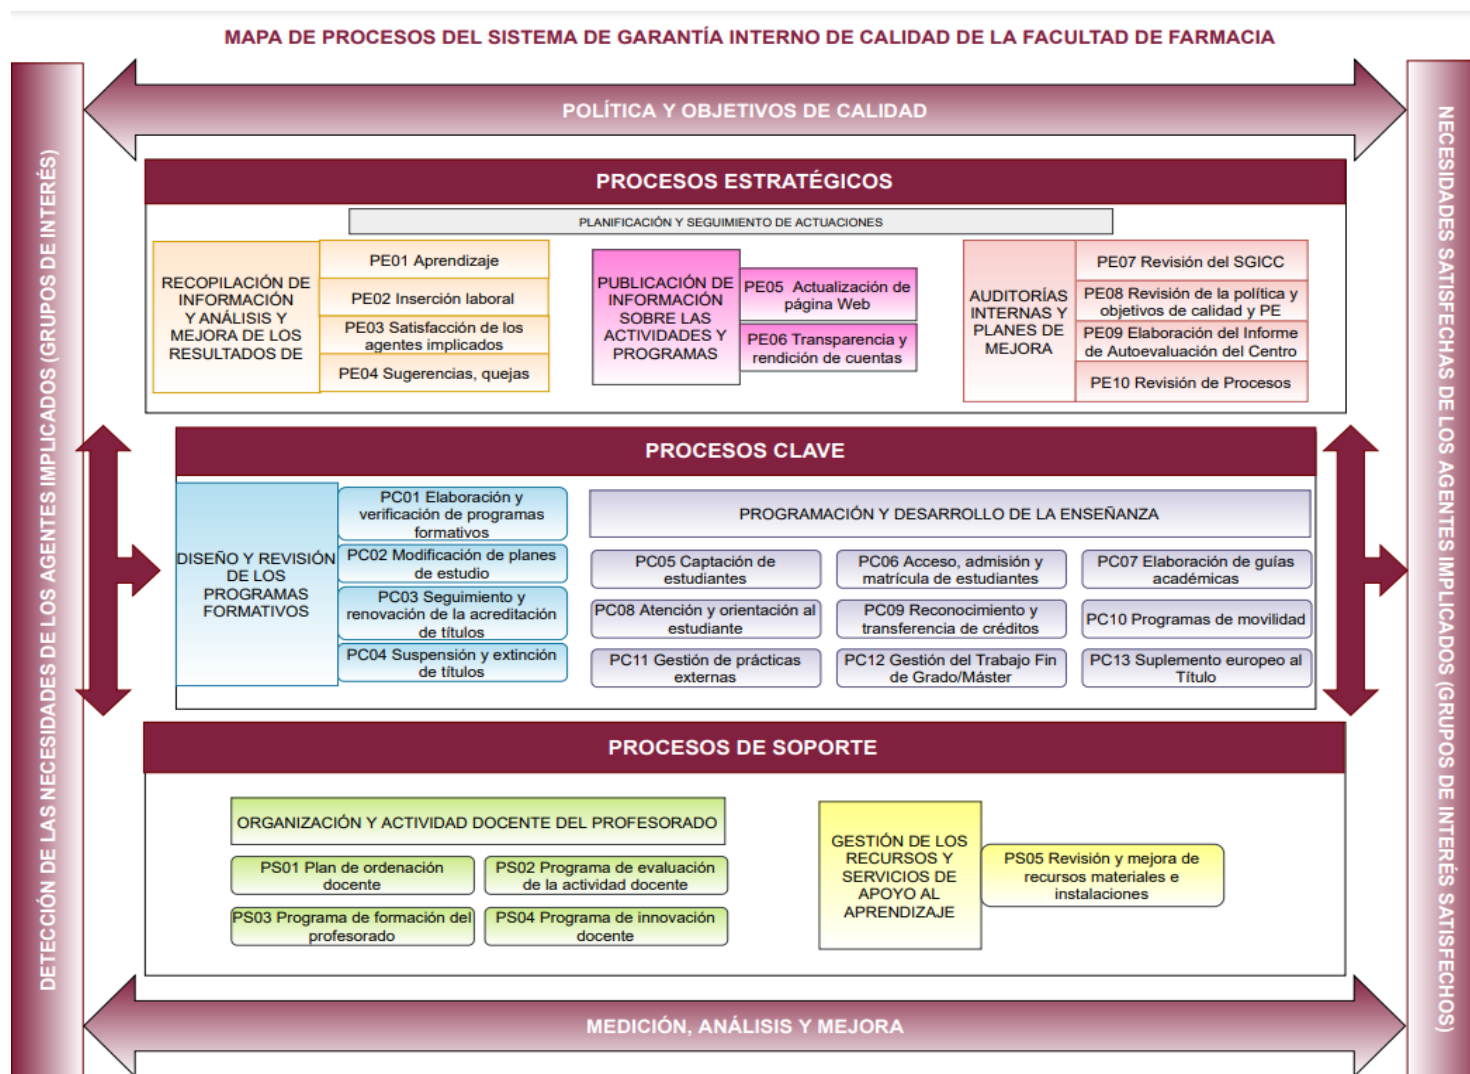 MAPA DE PROCESOS DEL SISTEMA DE GARANTÍA INTERNO DE CALIDAD DE LA FACULTAD DE FARMACIA
DETECCIÓN DE LAS NECESIDADES DE LOS AGENTES IMPLICADOS (GRUPOS DE INTERÉS)
POLÍTICA Y OBJETIVOS DE CALIDAD
PROCESOS ESTRATÉGICOS
PLANIFICACIÓN Y SEGUIMIENTO DE ACTUACIONES
RECOPILACIÓN DE
INFORMACIÓN
Y ANÁLISIS Y
MEJORA DE LOS
RESULTADOS DE
PE01 Aprendizaje
PE02 Inserción laboral
PE03 Satisfacción de los
agentes implicados
PE04 Sugerencias, quejas
PUBLICACIÓN DE
INFORMACIÓN
SOBRE LAS
ACTIVIDADES Y
PROGRAMAS
PE05 Actualización de
página Web
PE06 Transparencia y
rendición de cuentas
AUDITORÍAS
INTERNAS Y
PLANES DE
MEJORA
PE07 Revisión del SGICC
PE08 Revisión de la política y
objetivos de calidad y PE
PE09 Elaboración del Informe
de Autoevaluación del Centro
PE10 Revisión de Procesos
PROCESOS CLAVE
DISEÑO Y REVISIÓN
DE LOS
PROGRAMAS
FORMATIVOS
PC01 Elaboración y
verificación de programas
formativos
PC02 Modificación de planes
de estudio
PC03 Seguimiento y
renovación de la acreditación
de títulos
PC04 Suspensión y extinción
de títulos
PROGRAMACIÓN Y DESARROLLO DE LA ENSEÑANZA
PC05 Captación de
estudiantes
PC06 Acceso, admisión y
matrícula de estudiantes
PC07 Elaboración de guías
académicas
PC08 Atención y orientación al
estudiante
PC09 Reconocimiento y
transferencia de créditos
PC10 Programas de movilidad
PC11 Gestión de prácticas
externas
PC12 Gestión del Trabajo Fin
de Grado/Máster
PC13 Suplemento europeo al
Título
PROCESOS DE SOPORTE
ORGANIZACIÓN Y ACTIVIDAD DOCENTE DEL PROFESORADO
PS01 Plan de ordenación
docente
PS02 Programa de evaluación
de la actividad docente
PS03 Programa de formación del
profesorado
PS04 Programa de innovación
docente
GESTIÓN DE LOS
RECURSOS Y
SERVICIOS DE
APOYO AL
APRENDIZAJE
PS05 Revisión y mejora de
recursos materiales e
instalaciones
MEDICIÓN, ANÁLISIS Y MEJORA
NECESIDADES SATISFECHAS DE LOS AGENTES IMPLICADOS (GRUPOS DE INTERÉS SATISFECHOS)